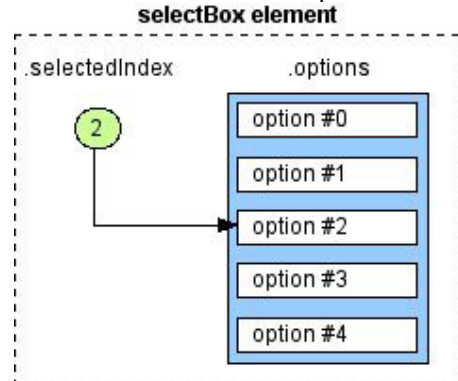 selectBox element
.selectedIndex
.options
2
option #0
option #1
option #2
option #3
option #4